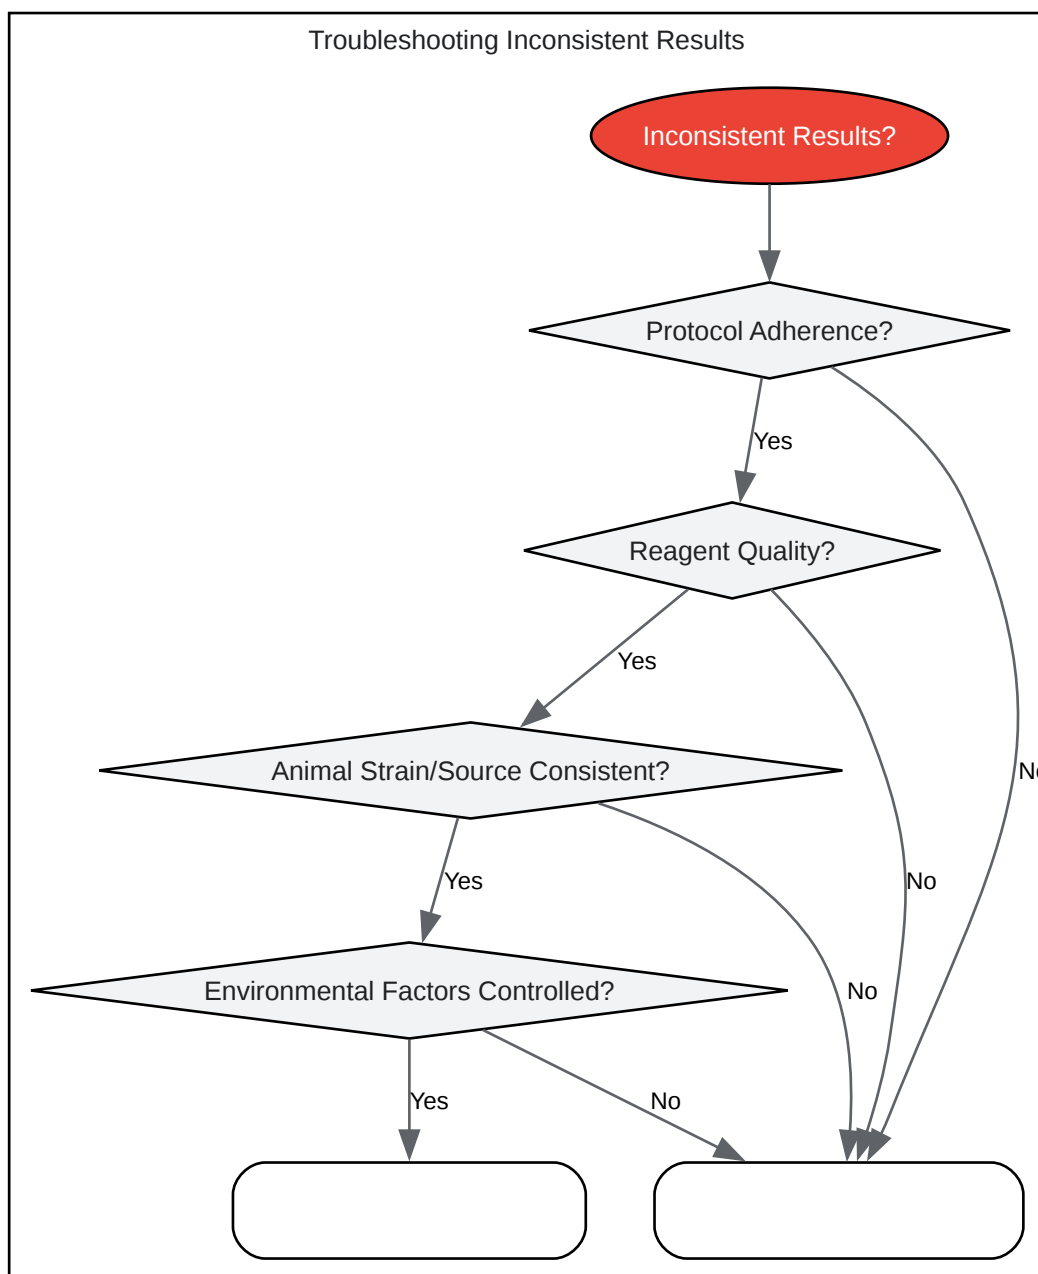 Troubleshooting Inconsistent Results
Inconsistent Results?
Protocol Adherence?
Yes
Reagent Quality?
Yes
Animal Strain/Source Consistent?
No
Yes
No
Environmental Factors Controlled?
No
Yes
No